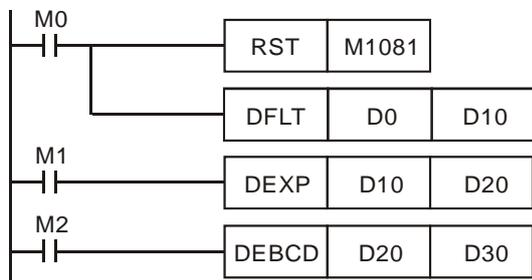 M0
RST M1081
DFLT D0 D10
M1
DEXP D10 D20
M2
DEBCD D20 D30